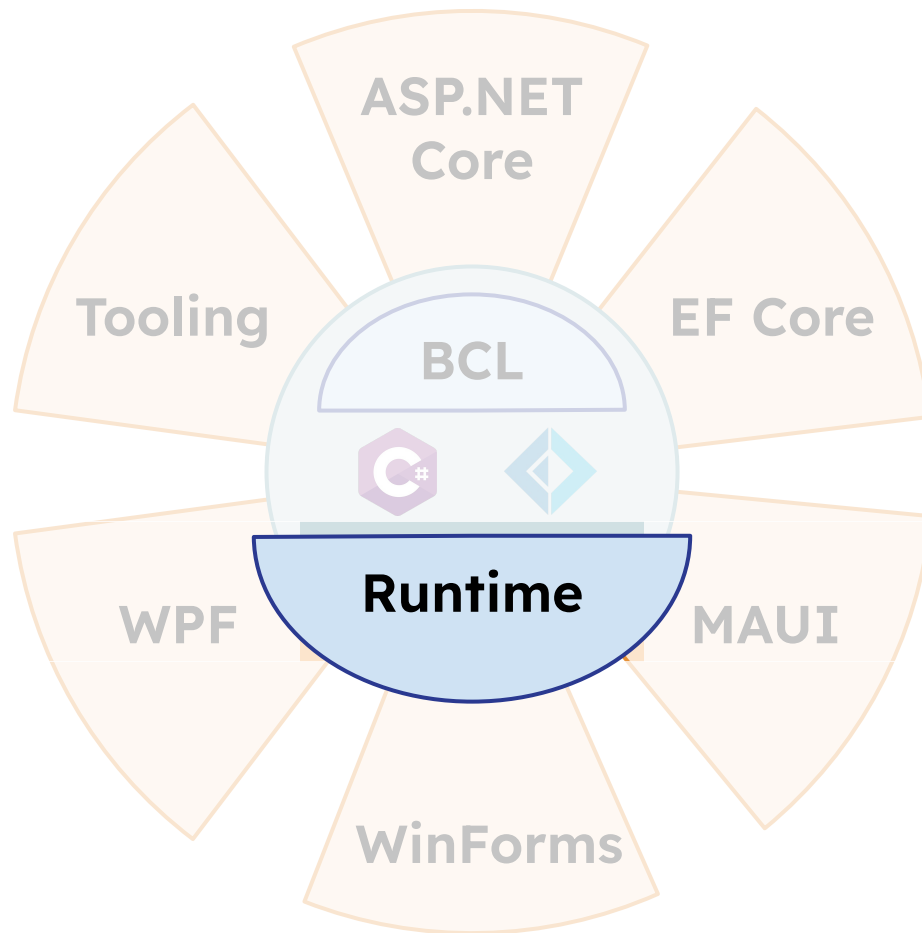 ASP.NET
Core
Tooling
EF Core
BCL
C#
Runtime
WPF
MAUI
WinForms